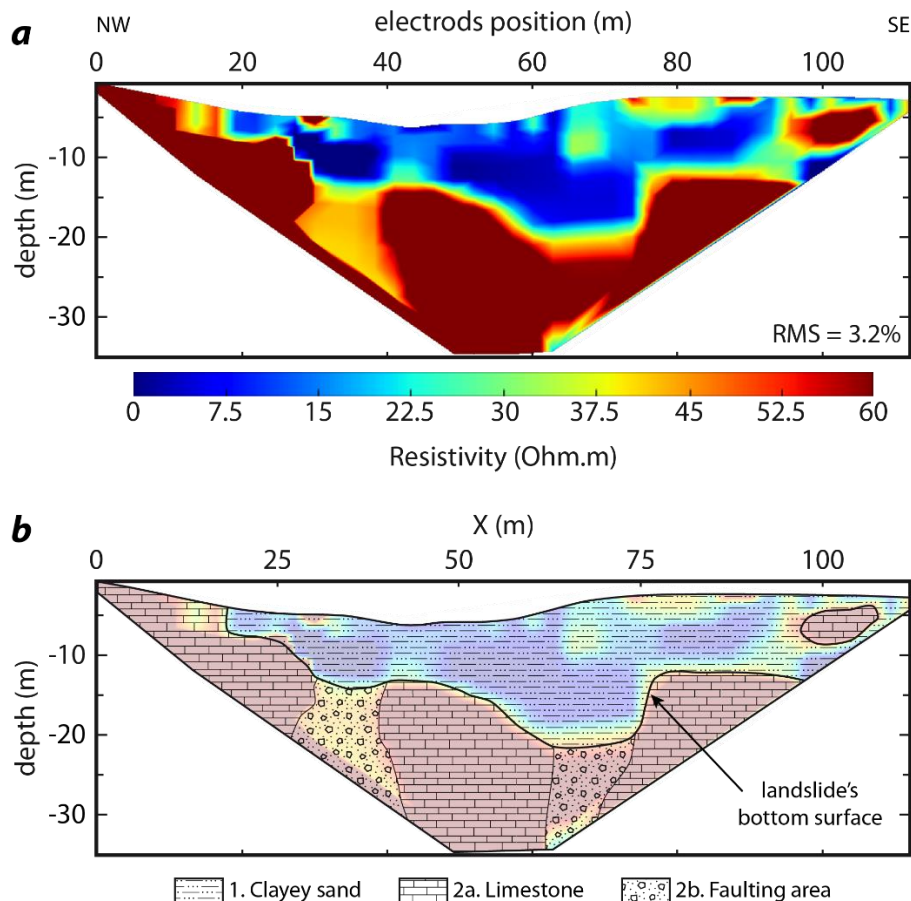 a
NW
electrods position (m)
SE
0 20 40 60 80 100
depth (m)
-10
-20
-30
RMS = 3.2%
0 7.5 15 22.5 30 37.5 45 52.5 60
Resistivity (Ohm.m)
b
X (m)
0 25 50 75 100
depth (m)
-10
-20
-30
landslide's
bottom surface
1. Clayey sand 2a. Limestone 2b. Faulting area